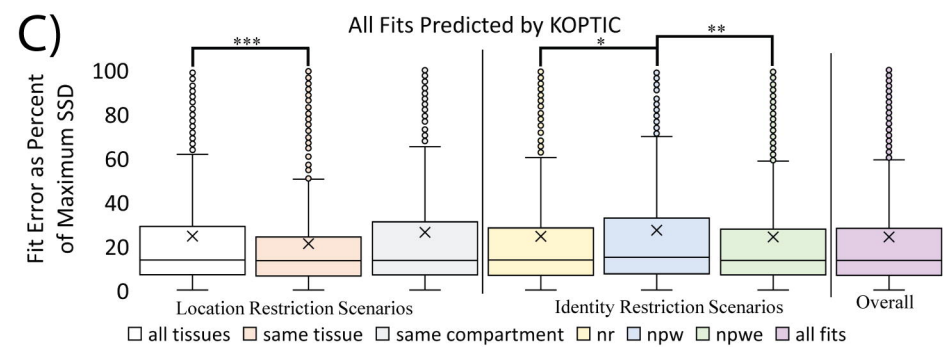 C)
All Fits Predicted by KOPTIC
***
*
**
Fit Error as Percent
of Maximum SSD
100
80
60
40
20
0
Location Restriction Scenarios
Identity Restriction Scenarios
Overall
all tissues same tissue same compartment nr npw npwe all fits